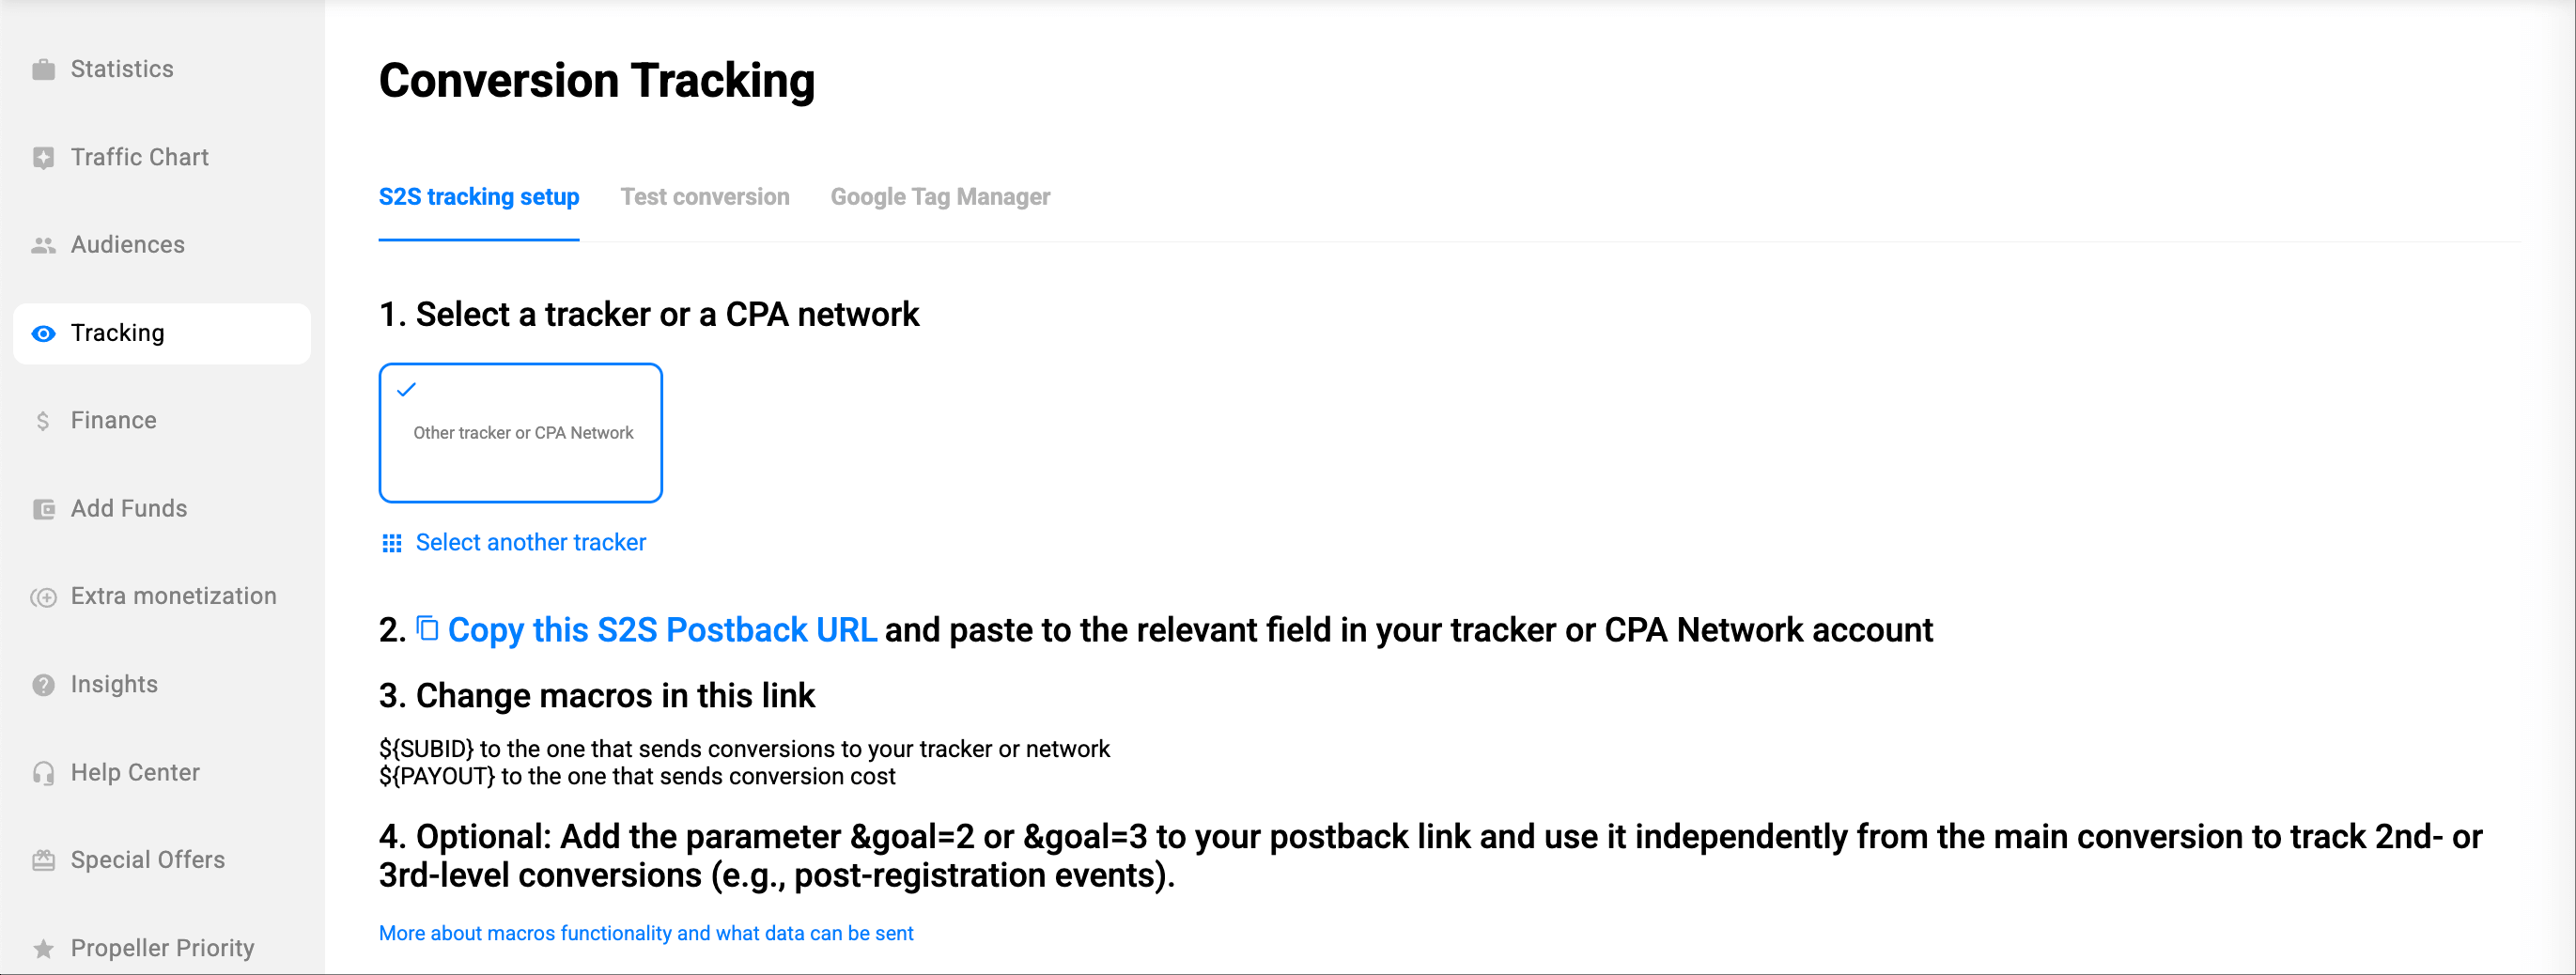 Statistics
Traffic Chart
Audiences
Tracking
Finance
Add Funds
Extra monetization
Insights
Help Center
Special Offers
Propeller Priority
Conversion Tracking
S2S tracking setup Test conversion Google Tag Manager
1. Select a tracker or a CPA network
Other tracker or CPA Network
Select another tracker
2. Copy this S2S Postback URL and paste to the relevant field in your tracker or CPA Network account
3. Change macros in this link
${SUBID} to the one that sends conversions to your tracker or network
${PAYOUT} to the one that sends conversion cost
4. Optional: Add the parameter &goal=2 or &goal=3 to your postback link and use it independently from the main conversion to track 2nd- or
3rd-level conversions (e.g., post-registration events).
More about macros functionality and what data can be sent